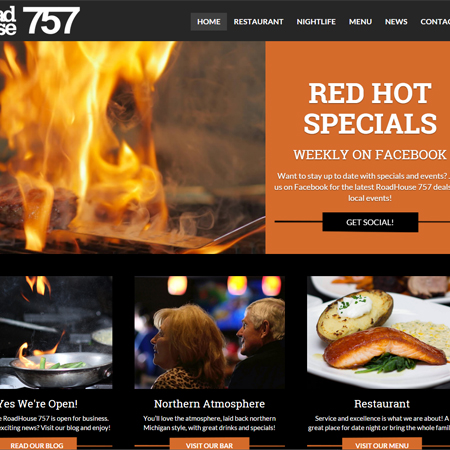 ad
se 757
HOME RESTAURANT NIGHTLIFE MENU NEWS CONTAC
RED HOT
SPECIALS
WEEKLY ON FACEBOOK
Want to stay up to date with specials and events?
us on Facebook for the latest RoadHouse 757 deals
local events!
GET SOCIAL!
Yes We're Open!
e RoadHouse 757 is open for business.
exciting news? Visit our blog and enjoy!
READ OUR BLOG
Northern Atmosphere
You'll love the atmosphere, laid back northern
Michigan style, with great drinks and specials!
VISIT OUR BAR
Restaurant
Service and excellence is what we are about! A
great place for date night or bring the whole famil
VISIT OUR MENU